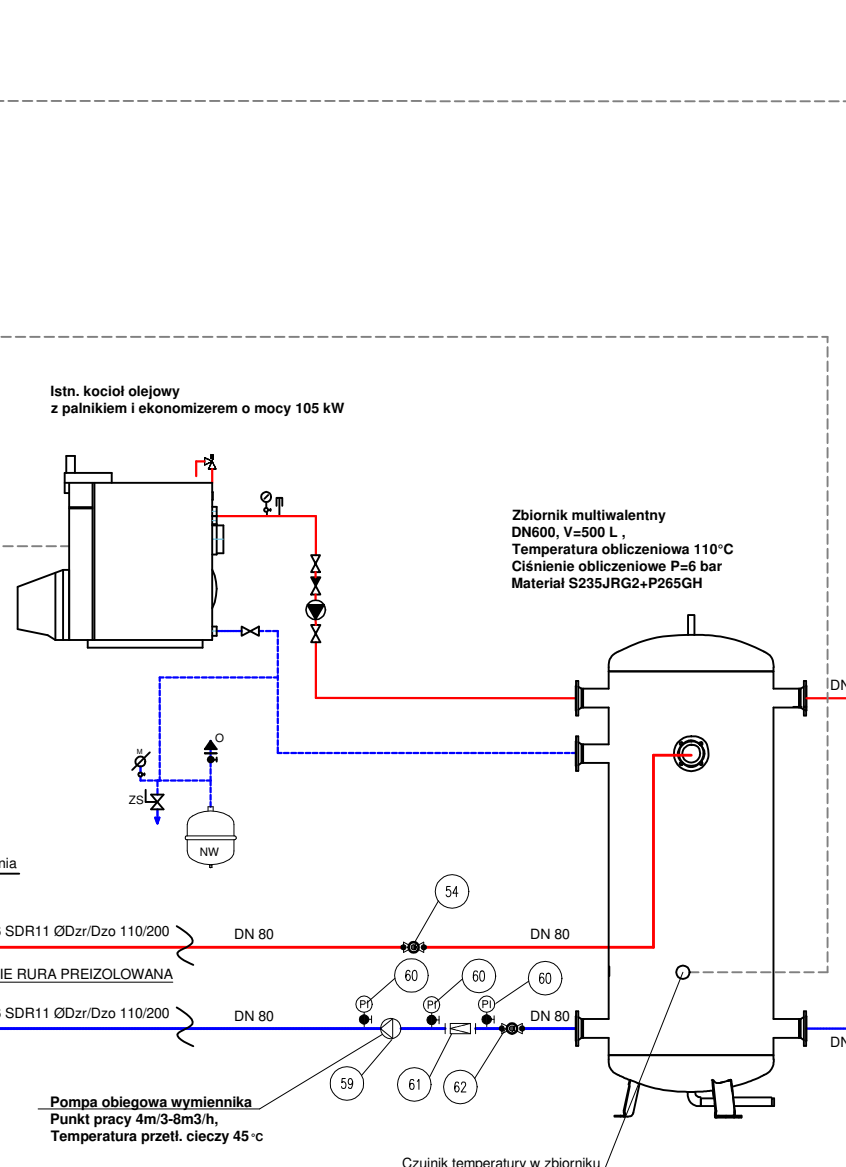 Istn. kocioł olejowy
z palnikiem i ekonomizerem o mocy 105 kW
Zbiornik multiwalentny
DN600, V=500 L ,
Temperatura obliczeniowa 110°C
Ciśnienie obliczeniowe P=6 bar
Materiał S235JRG2+P265GH
DN
M
O
ZS
NW
nia
54
SDR11 ØDzr/Dzo 110/200
DN 80
DN 80
IE RURA PREIZOLOWANA
60
60
60
PI
PI
PI
SDR11 ØDzr/Dzo 110/200
DN 80
DN 80
DN
59
61
62
Pompa obiegowa wymiennika
Punkt pracy 4m/3-8m3/h,
Temperatura przetł. cieczy 45 °C
Czujnik temperatury w zbiorniku